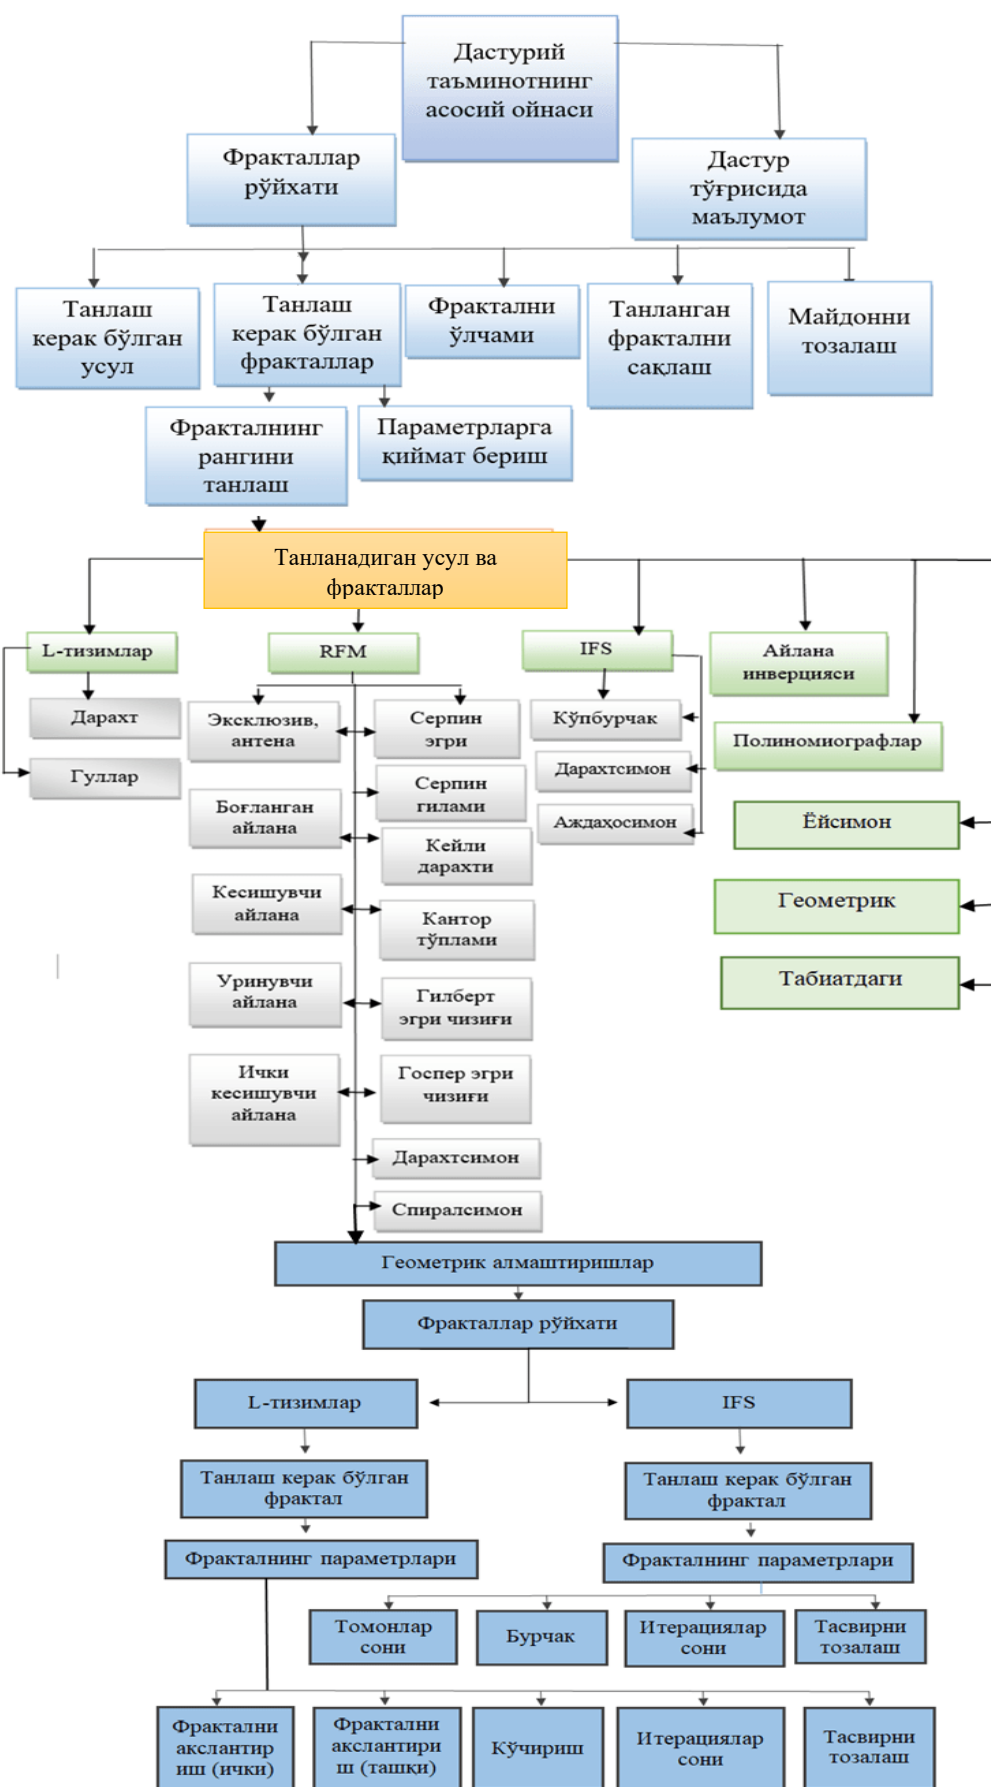 Дастурий
таъминотнинг
асосий ойнаси
Фракталлар
рўйхати
Дастур
тўғрисида
маълумот
Танлаш
керак бўлган
усул
Танлаш
керак бўлган
фракталлар
Фрактални
ўлчами
Танланган
фрактални
сақлаш
Майдонни
тозалаш
Фракталнинг
рангини
танлаш
Параметрларга
қиймат бериш
Танланадиган усул ва
фракталлар
L-тизимлар
RFM
IFS
Айлана
инверцияси
Дарахт
Гуллар
Эксклюзив,
антена
Серпин
эгри
Кўпбурчак
Полиномиографлар
Серпин
гилами
Дарахтсимон
Боғланган
айлана
Аждаҳосимон
Ёйсимон
Кейли
дарахти
Кесишувчи
айлана
Кантор
тўплами
Геометрик
Уринувчи
айлана
Гилберт
эгри чизиғи
Табиатдаги
Ички
кесишувчи
айлана
Госпер эгри
чизиғи
Дарахтсимон
Спиралсимон
Геометрик алмаштиришлар
Фракталлар рўйхати
L-тизимлар
IFS
Танлаш керак бўлган
фрактал
Танлаш керак бўлган
фрактал
Фракталнинг параметрлари
Фракталнинг параметрлари
Томонлар
сони
Бурчак
Итерациялар
сони
Тасвирни
тозалаш
Фрактални
акслантир
иш (ички)
Фрактални
акслантири
ш (ташқи)
Кўчириш
Итерациялар
сони
Тасвирни
тозалаш